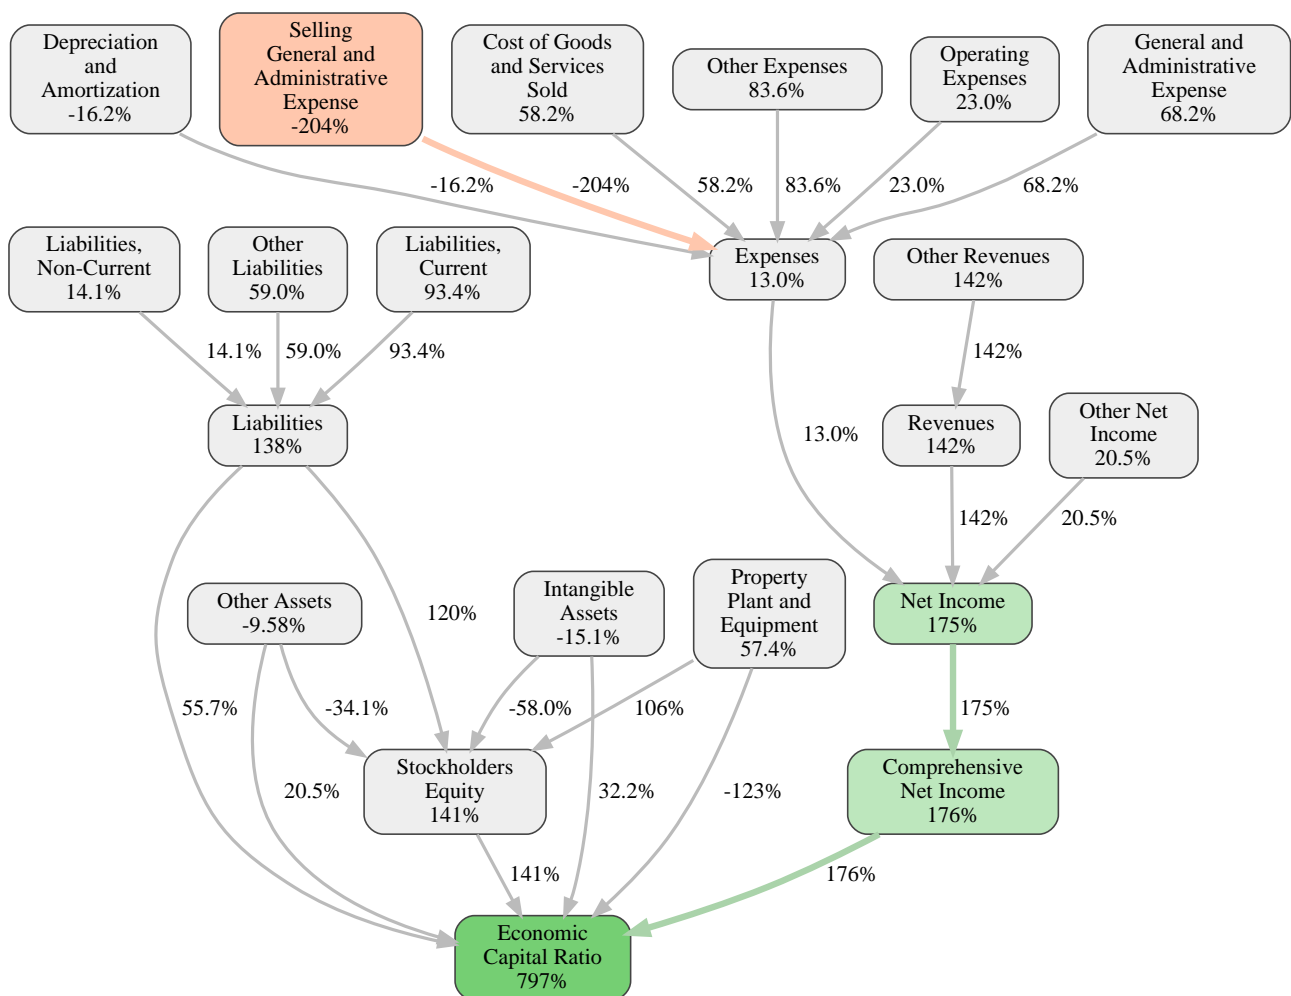 Depreciation
and
Amortization
-16.2%
Selling
General and
Administrative
Expense
-204%
Cost of Goods
and Services
Sold
58.2%
Other Expenses
83.6%
Operating
Expenses
23.0%
General and
Administrative
Expense
68.2%
-16.2%
-204%
58.2%
83.6%
23.0%
68.2%
Liabilities,
Non-Current
14.1%
Other
Liabilities
59.0%
Liabilities,
Current
93.4%
Expenses
13.0%
Other Revenues
142%
14.1%
59.0%
93.4%
142%
Liabilities
138%
13.0%
Revenues
142%
Other Net
Income
20.5%
142%
20.5%
Other Assets
-9.58%
120%
Intangible
Assets
-15.1%
Property
Plant and
Equipment
57.4%
Net Income
175%
55.7%
-34.1%
-58.0%
106%
175%
20.5%
Stockholders
Equity
141%
32.2%
-123%
Comprehensive
Net Income
176%
141%
176%
Economic
Capital Ratio
797%